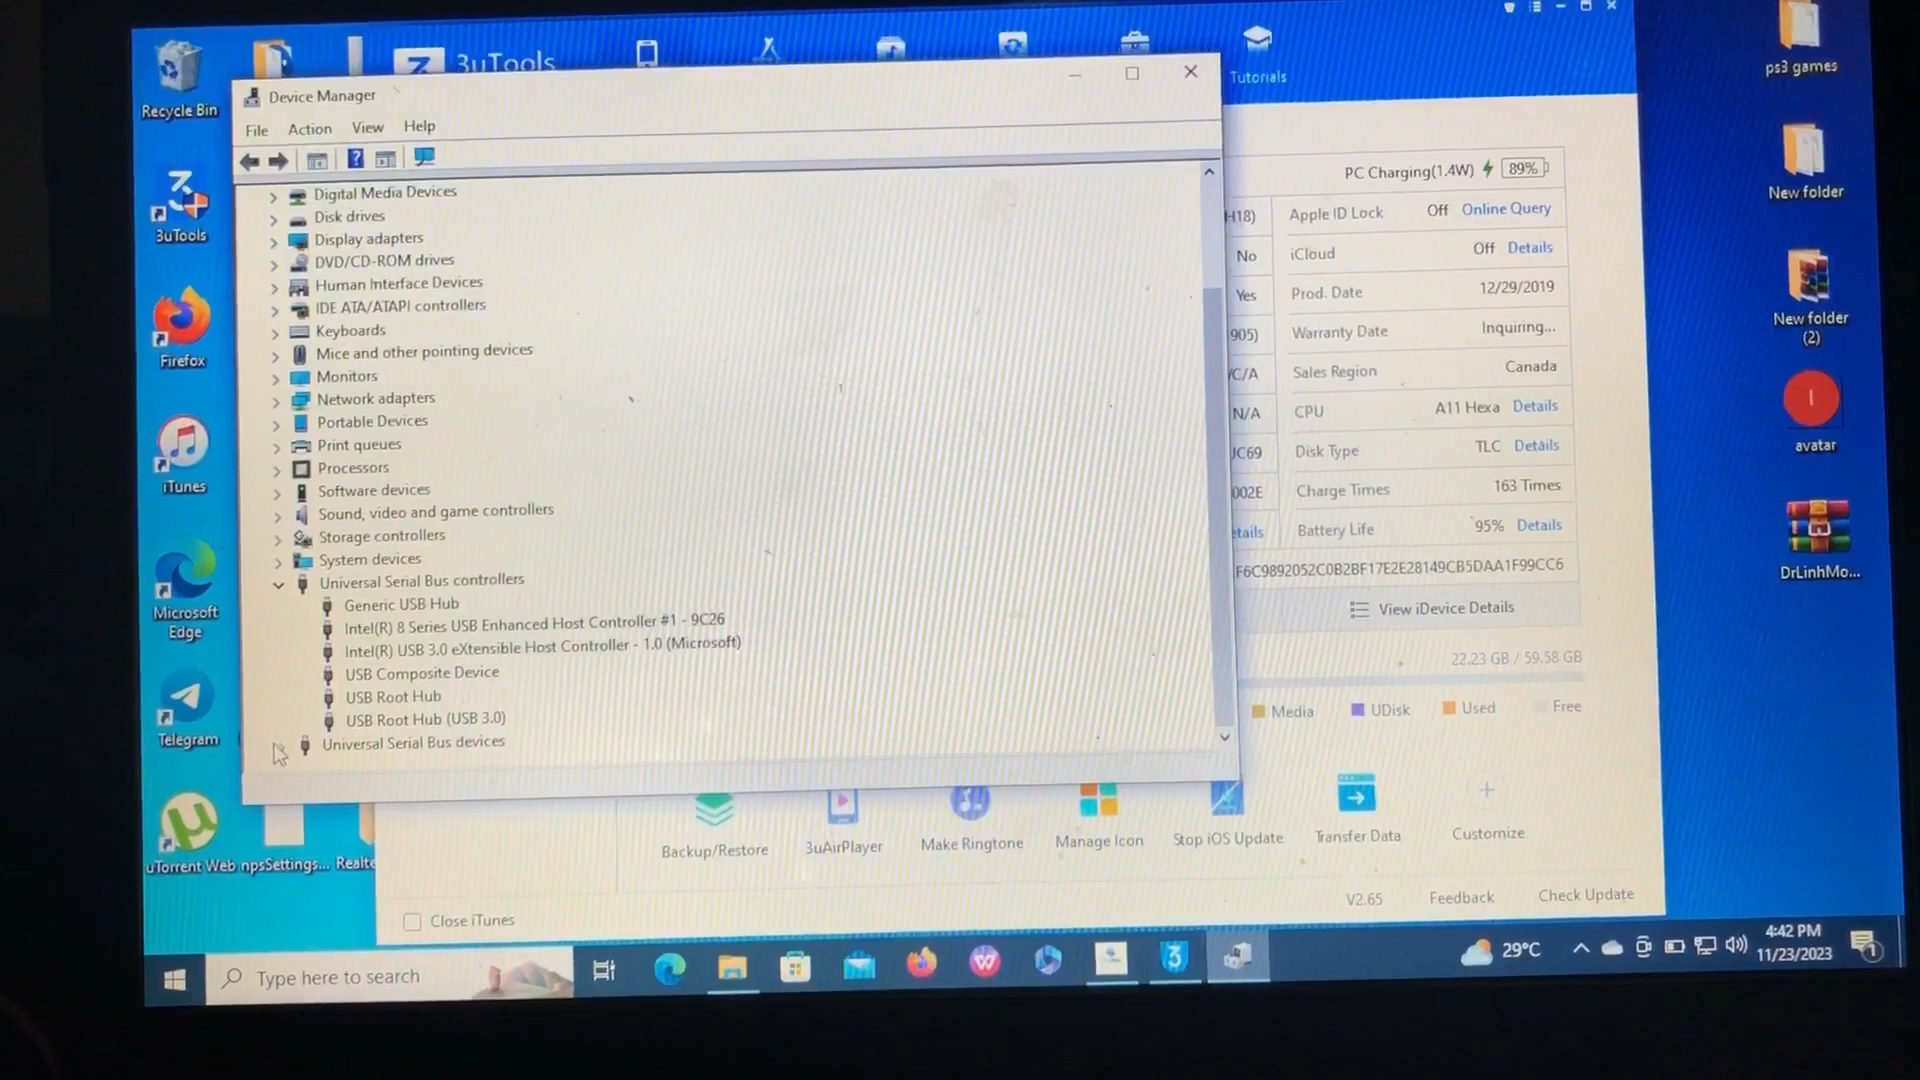 Recycle Bin
3uTools
Firefox
iTunes
Microsoft
Edge
Telegram
uTorrent Web
npsSettings...
Realte
3uTools
Tutorials
Device Manager
File Action View Help
Digital Media Devices
Disk drives
Display adapters
DVD/CD-ROM drives
Human Interface Devices
IDE ATA/ATAPI controllers
Keyboards
Mice and other pointing devices
Monitors
Network adapters
Portable Devices
Print queues
Processors
Software devices
Sound, video and game controllers
Storage controllers
System devices
Universal Serial Bus controllers
Generic USB Hub
Intel(R) 8 Series USB Enhanced Host Controller #1 - 9C26
Intel(R) USB 3.0 eXtensible Host Controller - 1.0 (Microsoft)
USB Composite Device
USB Root Hub
USB Root Hub (USB 3.0)
Universal Serial Bus devices
PC Charging(1.4W) 89%
H18) Apple ID Lock Off Online Query
No iCloud Off Details
Yes Prod. Date 12/29/2019
905) Warranty Date Inquiring...
/C/A Sales Region Canada
N/A CPU A11 Hexa Details
JC69 Disk Type TLC Details
002E Charge Times 163 Times
etails Battery Life 95% Details
F6C9892052C0B2BF17E2E28149CB5DAA1F99CC6
View iDevice Details
22.23 GB / 59.58 GB
Media UDisk Used Free
Backup/Restore 3uAirPlayer Make Ringtone Manage Icon Stop iOS Update Transfer Data Customize
Close iTunes V2.65 Feedback Check Update
ps3 games
New folder
New folder
(2)
avatar
DrLinhMo...
Type here to search
29°C
4:42 PM
11/23/2023
1